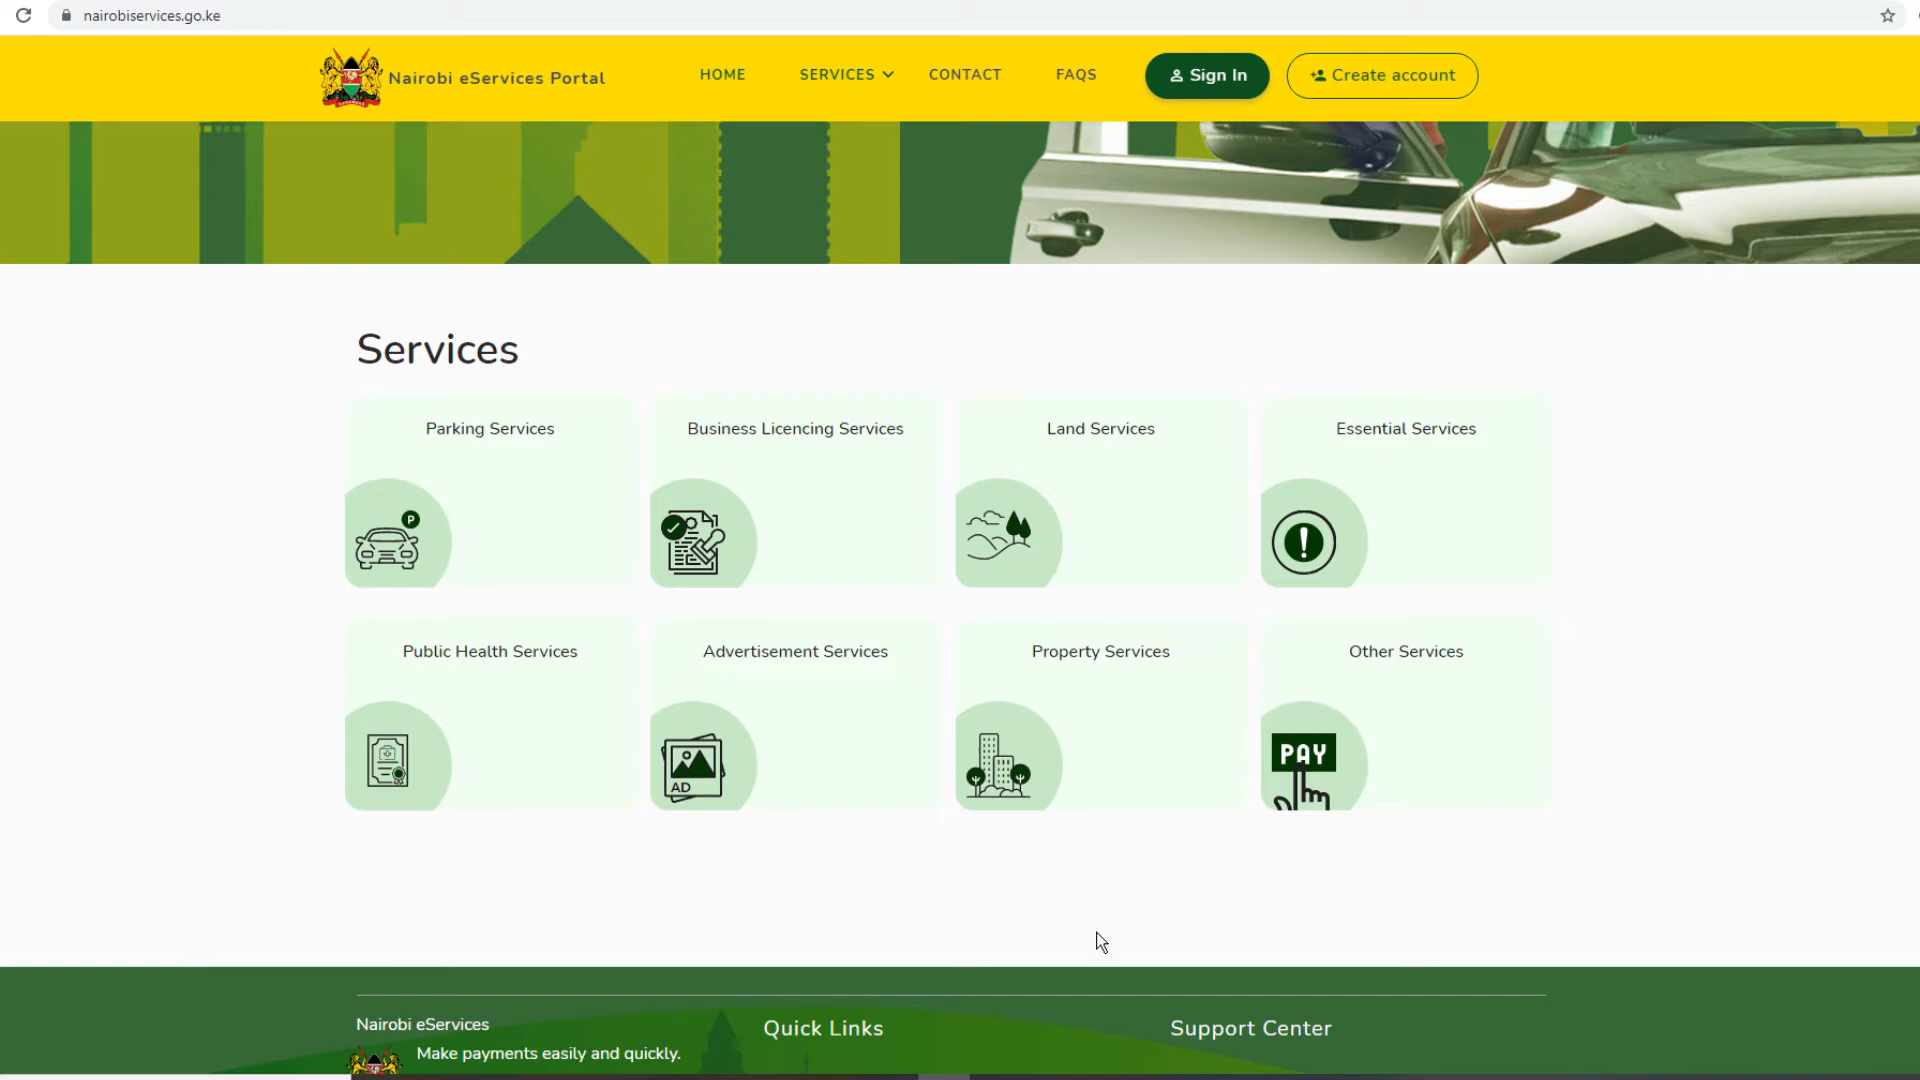 nairobiservices.go.ke
Nairobi eServices Portal
HOME
SERVICES
CONTACT
FAQS
Sign In
Create account
Services
Parking Services
Business Licencing Services
Land Services
Essential Services
P
Public Health Services
Advertisement Services
Property Services
Other Services
AD
PAY
Nairobi eServices
Quick Links
Support Center
Make payments easily and quickly.